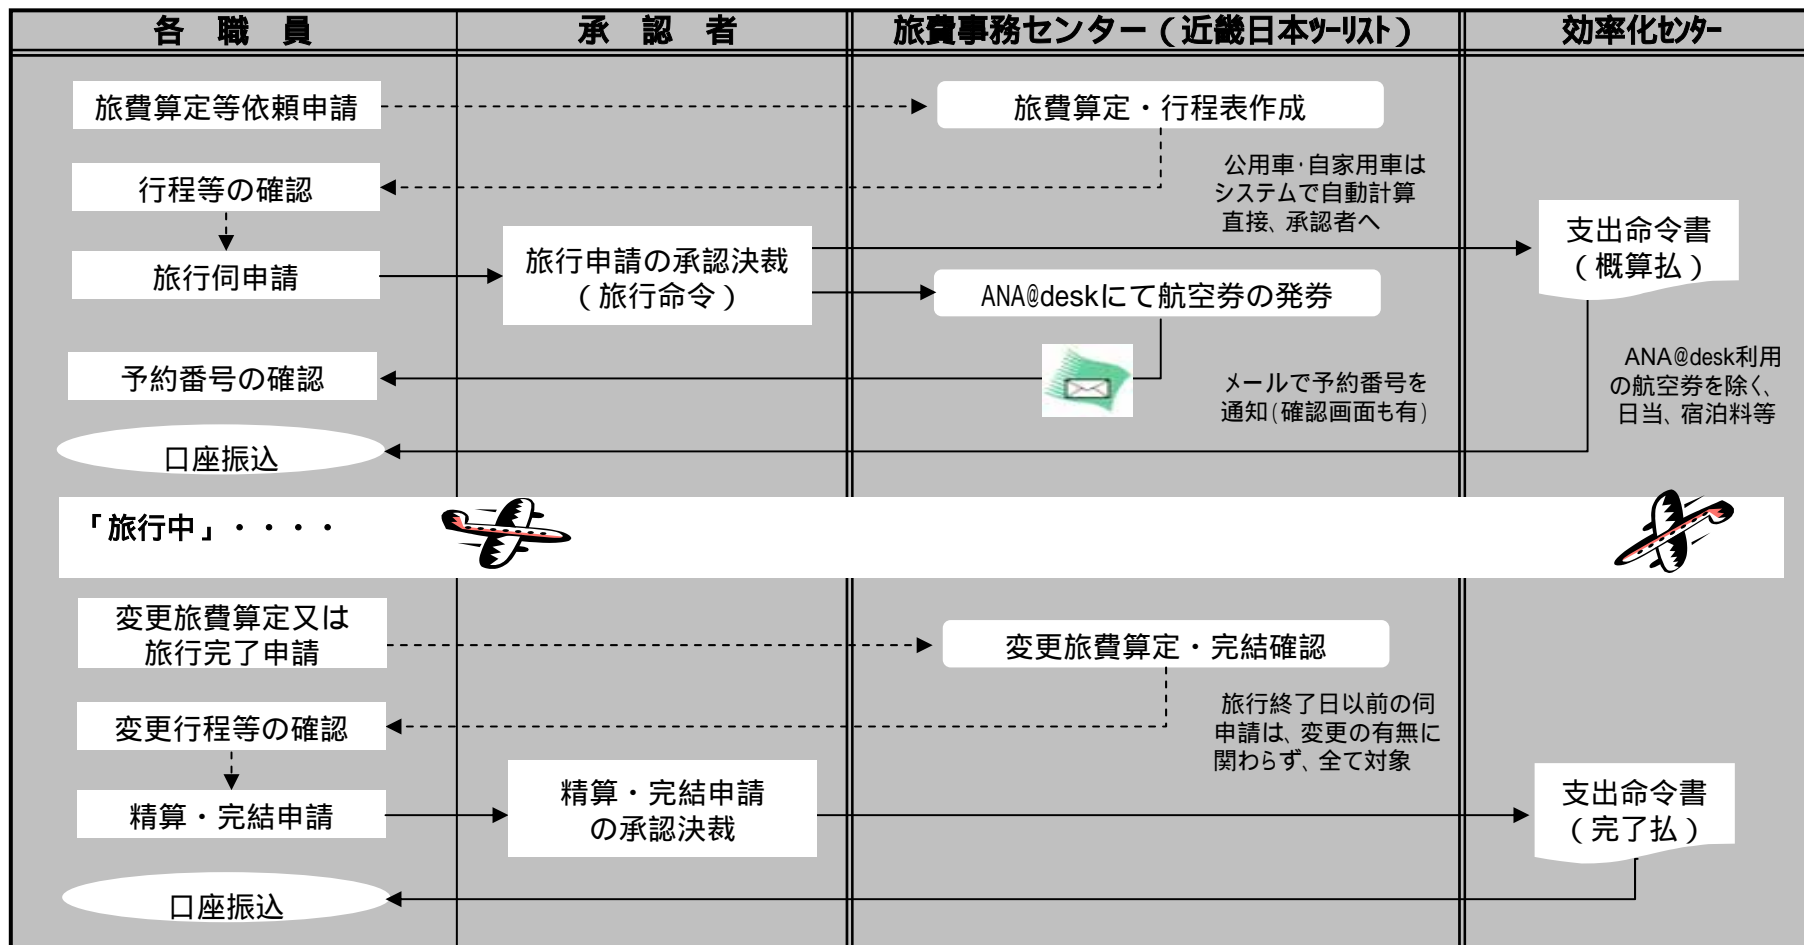 各 職 員
承 認 者
旅費事務センター(近畿日本ツーリスト)
効率化センター
旅費算定等依頼申請
旅費算定・行程表作成
行程等の確認
公用車・自家用車は
システムで自動計算
直接、承認者へ
旅行伺申請
旅行申請の承認決裁
(旅行命令)
支出命令書
(概算払)
ANA@deskにて航空券の発券
予約番号の確認
メールで予約番号を
通知(確認画面も有)
ANA@desk利用
の航空券を除く、
日当、宿泊料等
口座振込
「旅行中」・・・・
変更旅費算定又は
旅行完了申請
変更旅費算定・完結確認
変更行程等の確認
旅行終了日以前の伺
申請は、変更の有無に
関わらず、全て対象
精算・完結申請
精算・完結申請
の承認決裁
支出命令書
(完了払)
口座振込